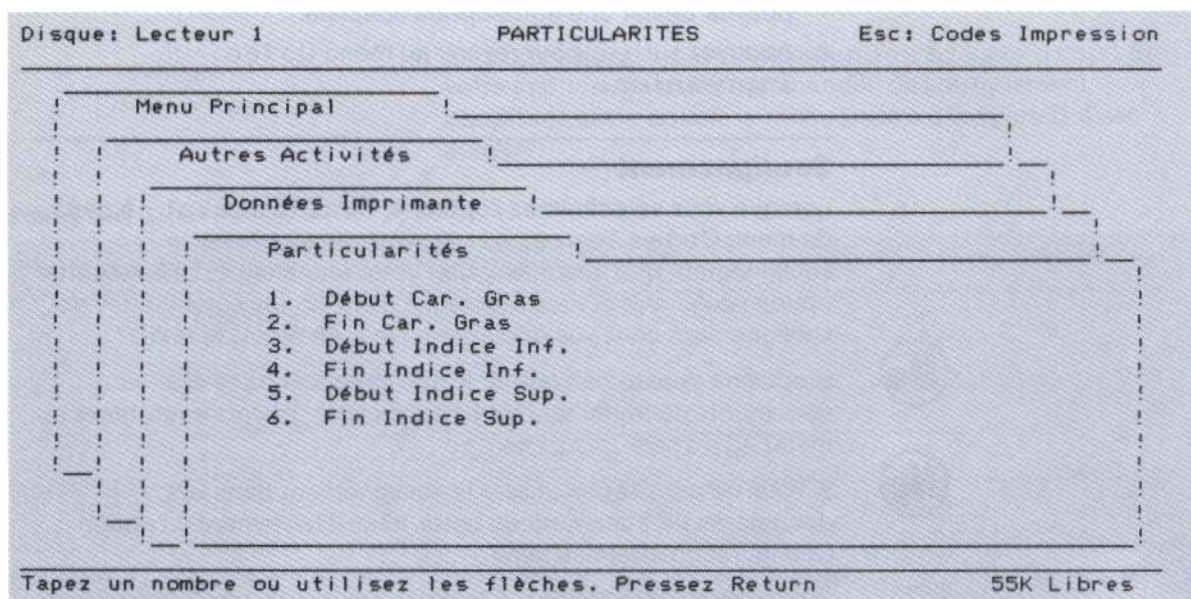 Disque: Lecteur 1 PARTICULARITES Esc: Codes Impression
Menu Principal
Autres Activités
Données Imprimante
Particularités
1. Début Car. Gras
2. Fin Car. Gras
3. Début Indice Inf.
4. Fin Indice Inf.
5. Début Indice Sup.
6. Fin Indice Sup.
Tapez un nombre ou utilisez les flèches. Pressez Return 55K Libres